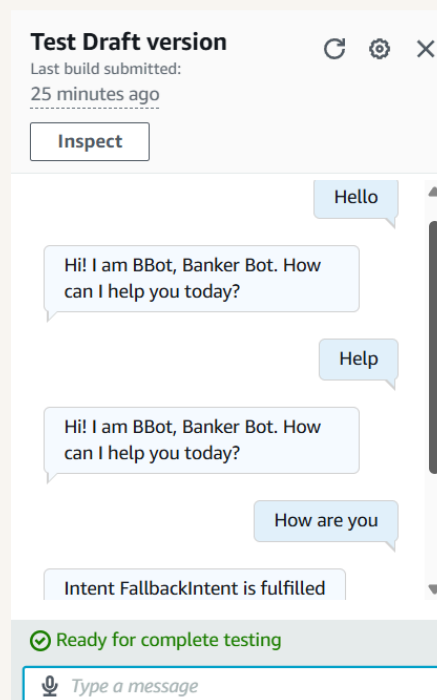 Test Draft version
Last build submitted:
25 minutes ago
Inspect
Hello
Hi! I am BBot, Banker Bot. How
can I help you today?
Help
Hi! I am BBot, Banker Bot. How
can I help you today?
How are you
Intent FallbackIntent is fulfilled
Ready for complete testing
Type a message